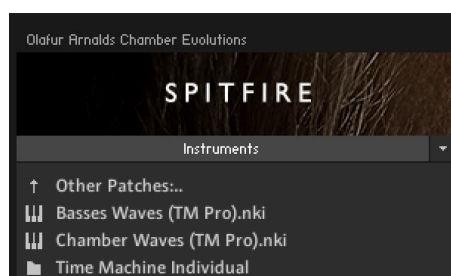 Olafur Arnalds Chamber Evolutions
SPITFIRE
Instruments
Other Patches:..
Basses Waves (TM Pro).nki
Chamber Waves (TM Pro).nki
Time Machine Individual